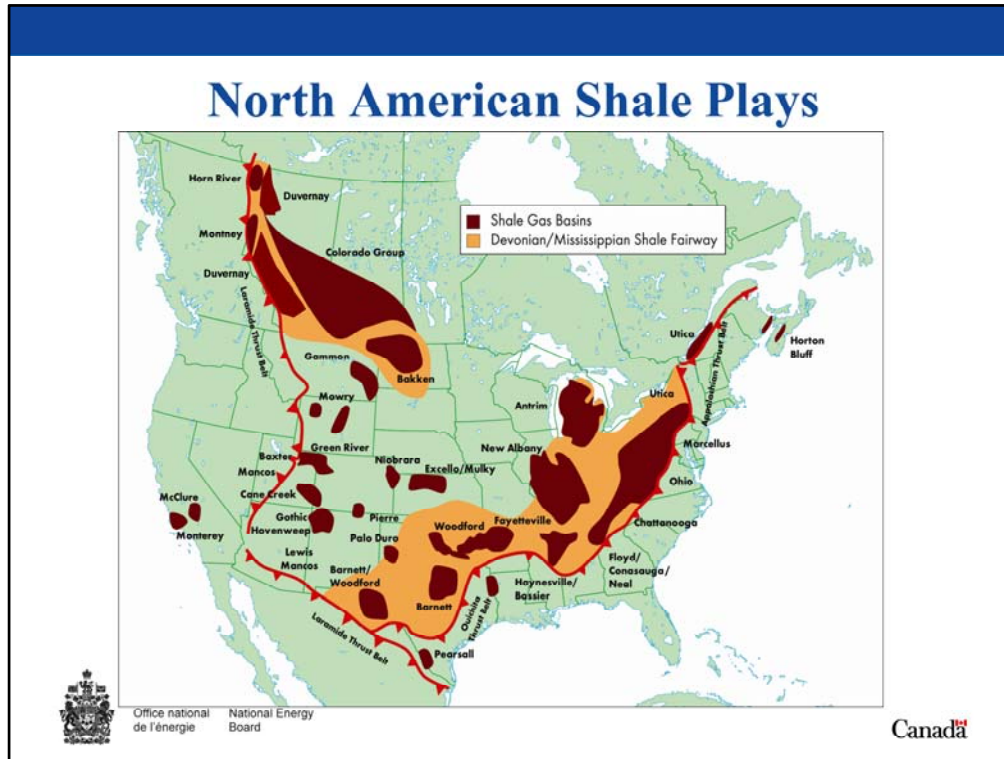 North American Shale Plays
Horn River
Duvernay
Montney
Colorado Group
Duvernay
Laramide Thrust Belt
Gammon
Bakken
Mowry
Green River
Baxter
Mancos
Niobrara
Excello/Mulky
Cane Creek
McClure
Monterey
Gothic
Havenweep
Pierre
Palo Duro
Lewis
Mancos
Barnett/
Woodford
Woodford
Fayetteville
Barnett
Laramide Thrust Belt
Ouichita
Thrust Belt
Pearsall
Haynesville/
Bassier
Floyd/
Conasauga/
Neal
Chattanooga
Ohio
Marcellus
New Albany
Antrim
Utica
Appalachian Thrust Belt
Utica
Horton
Bluff
Shale Gas Basins
Devonian/Mississippian Shale Fairway
Office national
de l'énergie
National Energy
Board
Canada